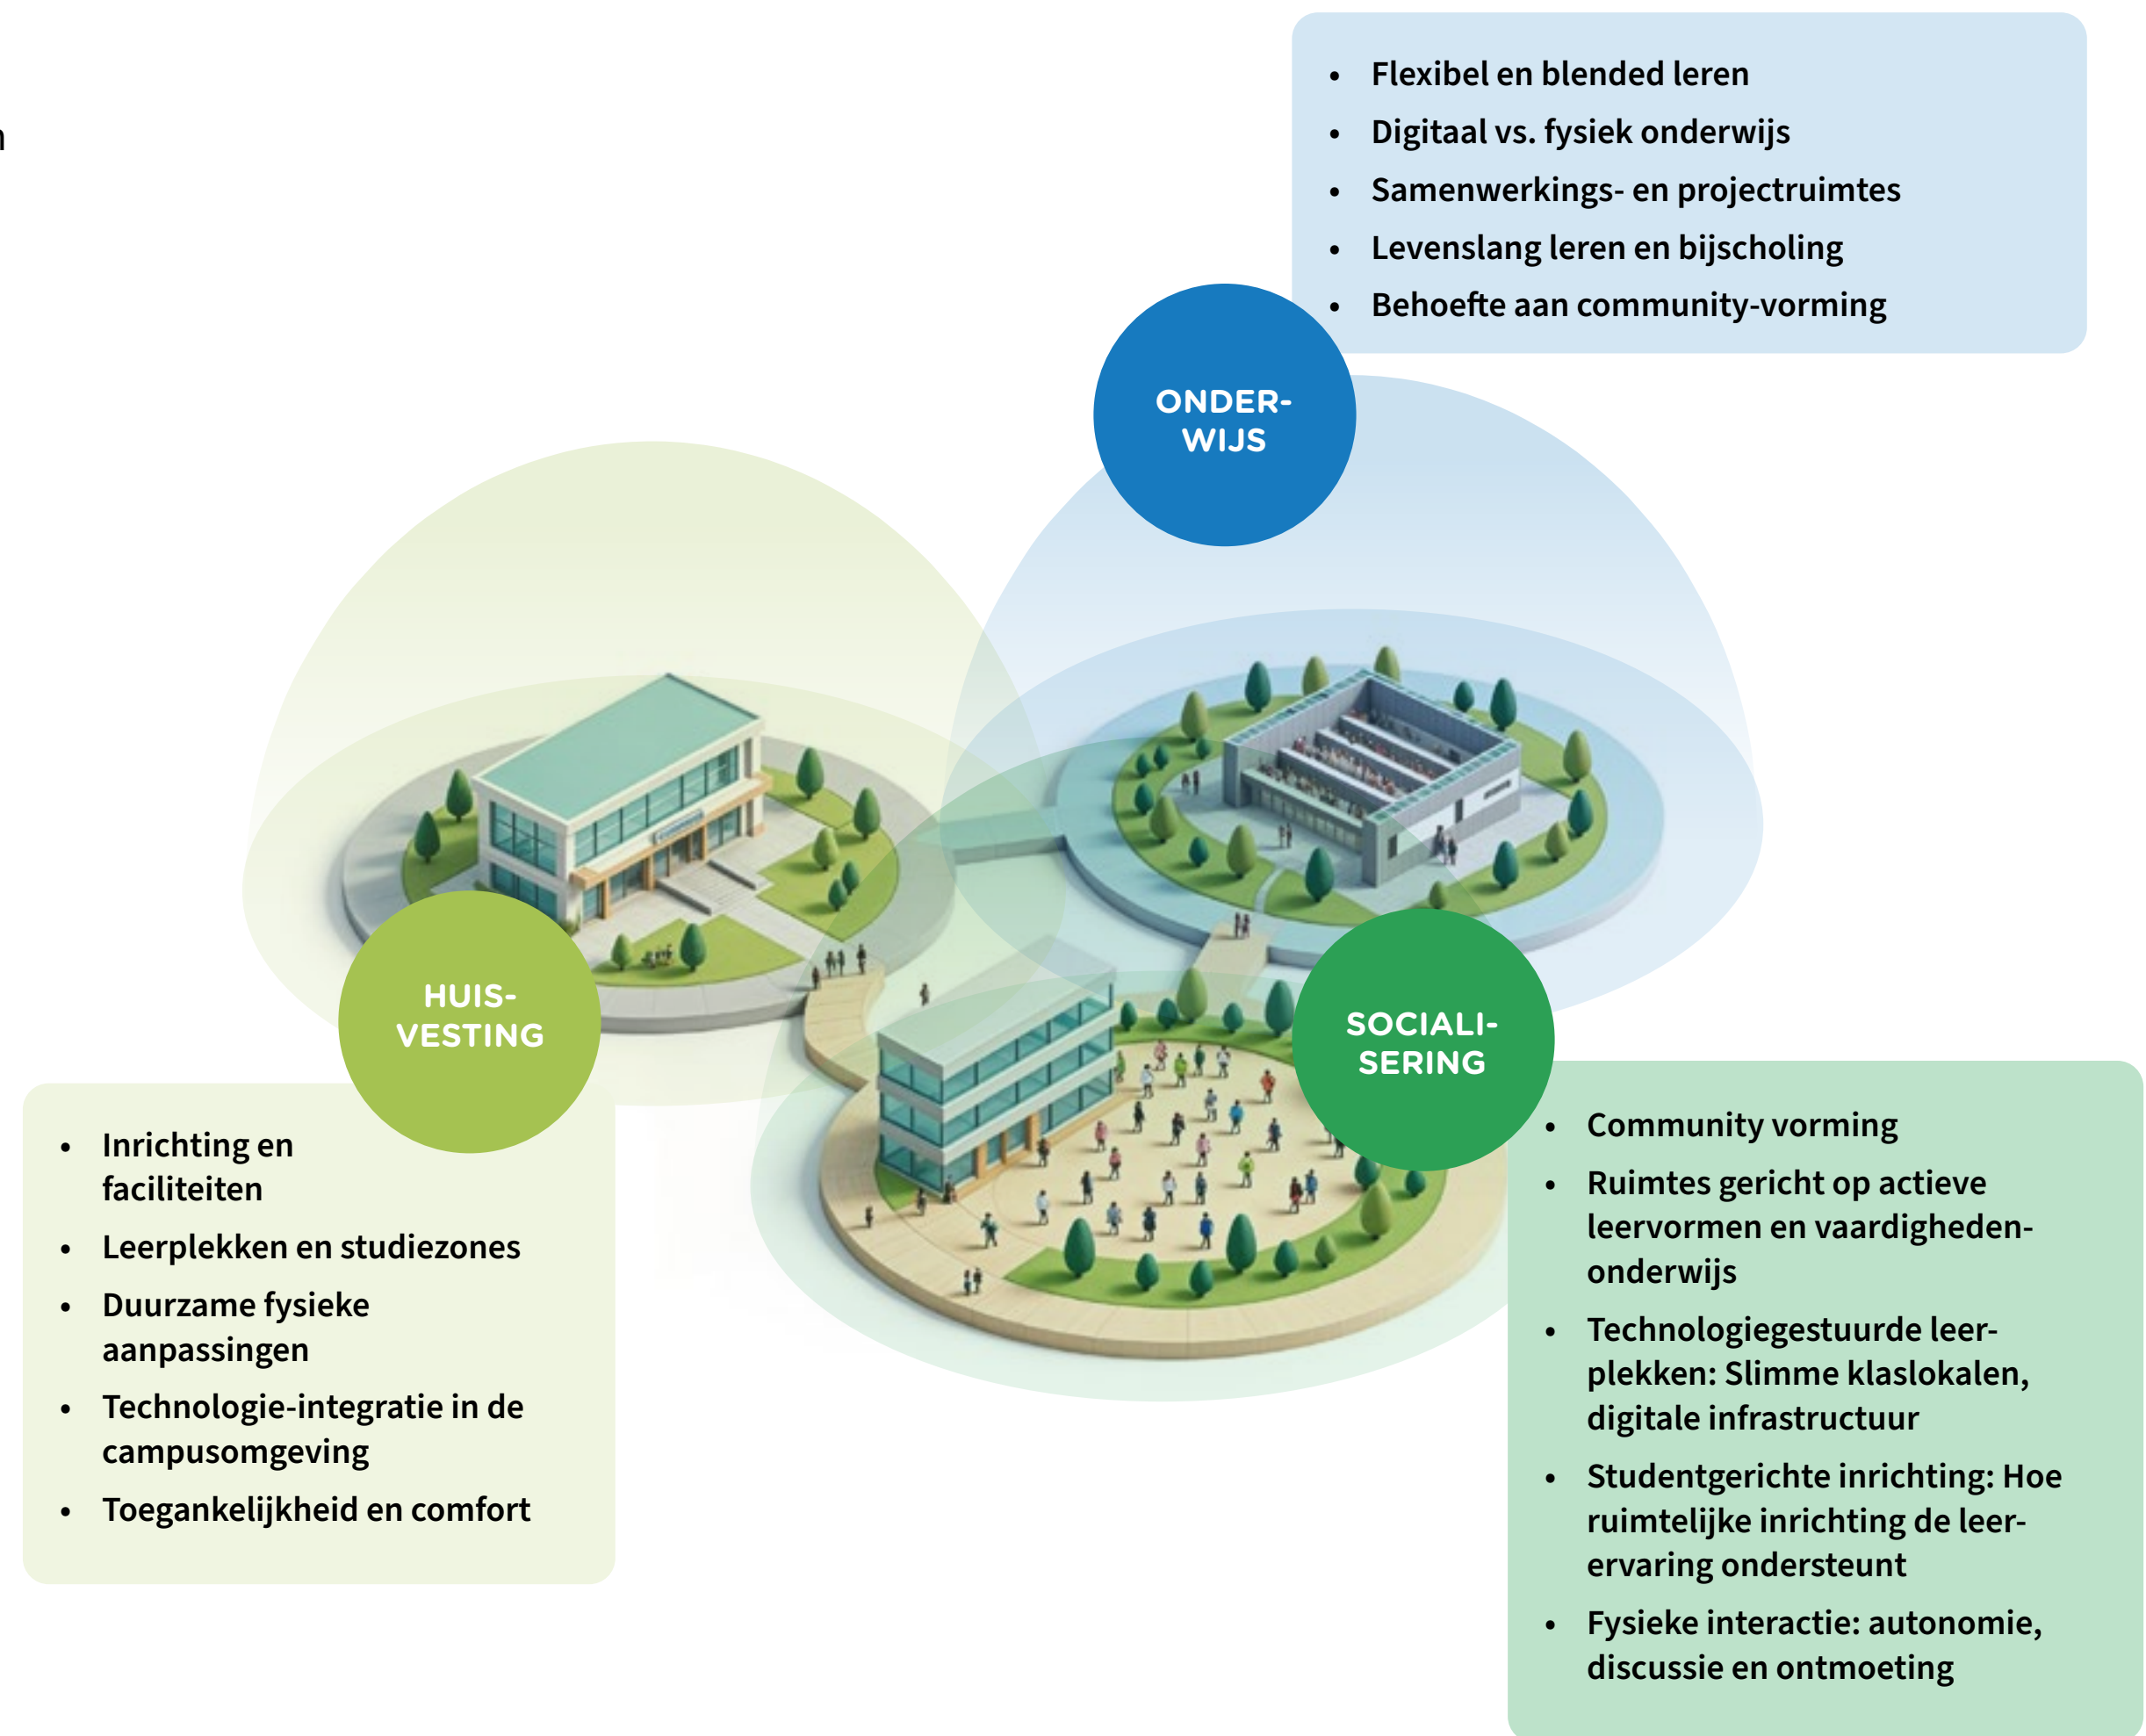 • Flexibel en blended leren
• Digitaal vs. fysiek onderwijs
• Samenwerkings- en projectruimtes
• Levenslang leren en bijscholing
• Behoefte aan community-vorming
ONDER-
WIJS
HUIS-
VESTING
• Inrichting en
faciliteiten
• Leerplekken en studiezones
• Duurzame fysieke
aanpassingen
• Technologie-integratie in de
campusomgeving
• Toegankelijkheid en comfort
SOCIALI-
SERING
• Community vorming
• Ruimtes gericht op actieve
leervormen en vaardigheden-
onderwijs
• Technologiegestuurde leer-
plekken: Slimme klaslokalen,
digitale infrastructuur
• Studentgerichte inrichting: Hoe
ruimtelijke inrichting de leer-
ervaring ondersteunt
• Fysieke interactie: autonomie,
discussie en ontmoeting